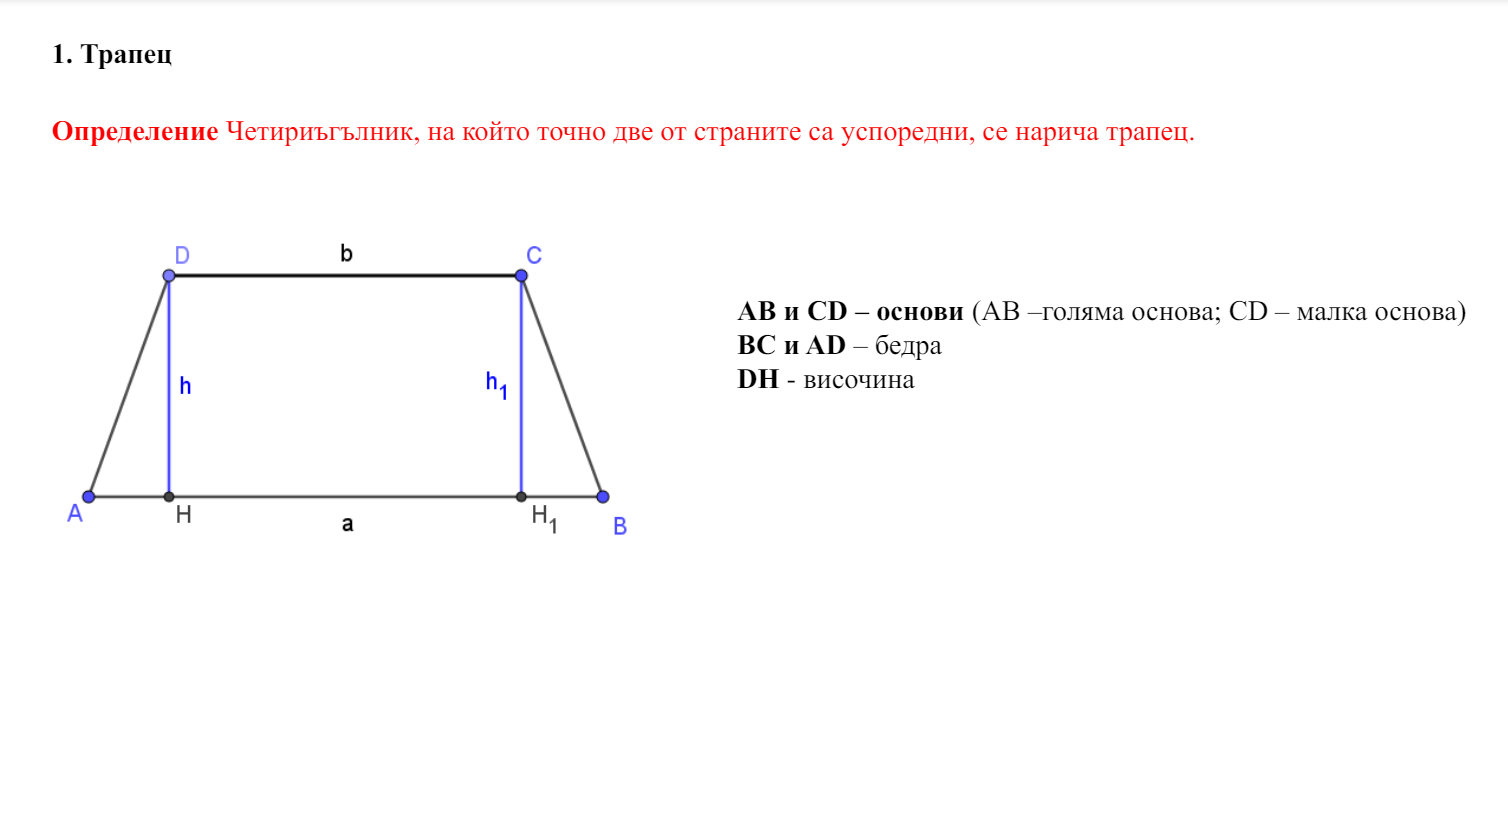 1. Трапец
Определение Четириъгълник, на който точно две от страните са успоредни, се нарича трапец.
D b C
AB и CD – основи (AB –голяма основа; CD – малка основа)
BC и AD – бедра
DH - височина
h h1
A H a H1 B